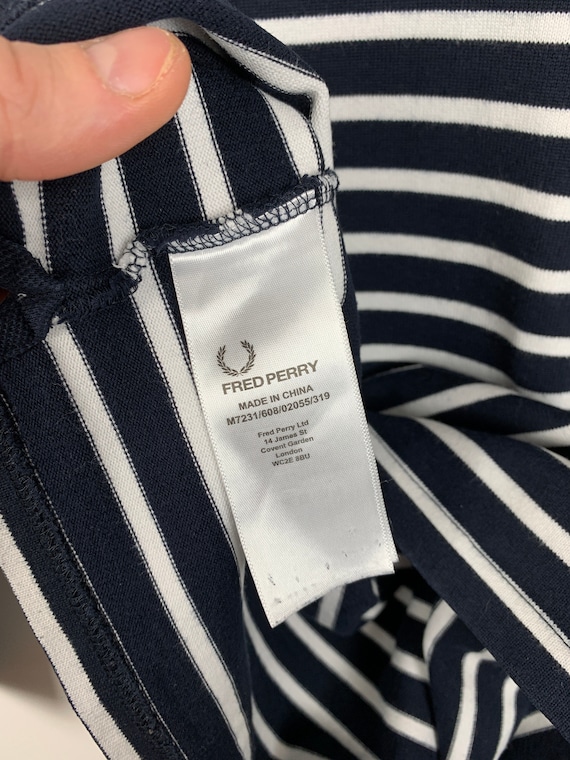 FRED PERRY
MADE IN CHINA
M7231/608/02055/319
Fred Perry Ltd
14 James St
Covent Garden
London
WC2E 8BU